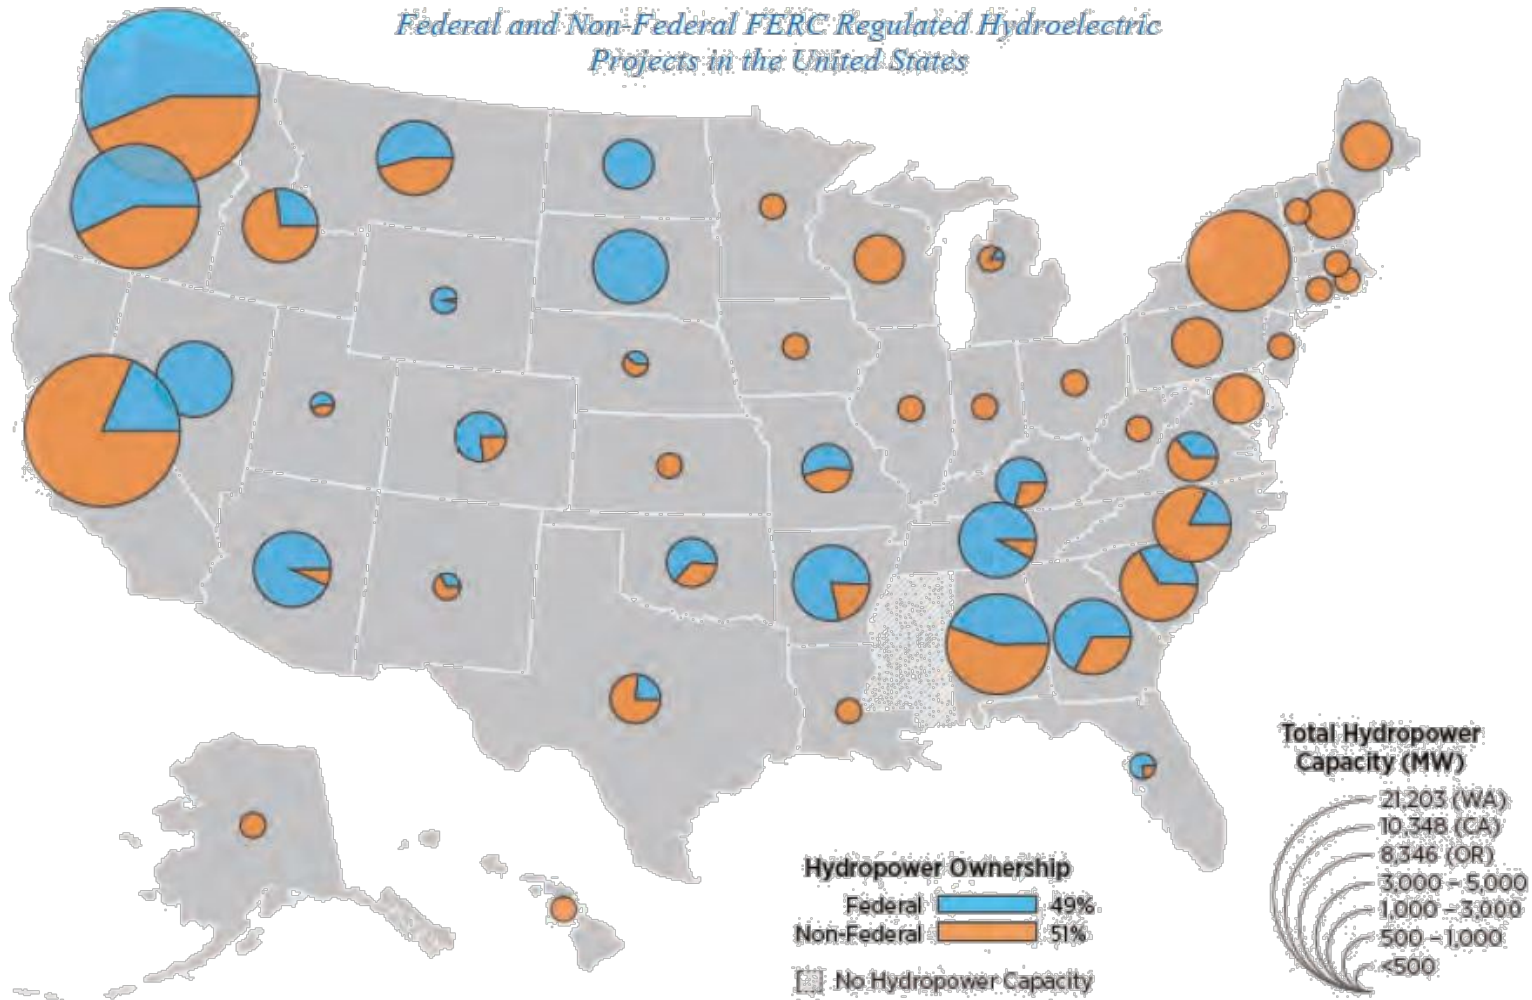 Federal and Non-Federal FERC Regulated Hydroelectric
Projects in the United States
Total Hydropower
Capacity (MW)
21,203 (WA)
10,348 (CA)
8,346 (OR)
3,000 – 5,000
1,000 – 3,000
500 – 1,000
<500
Hydropower Ownership
Federal 49%
Non-Federal 51%
No Hydropower Capacity